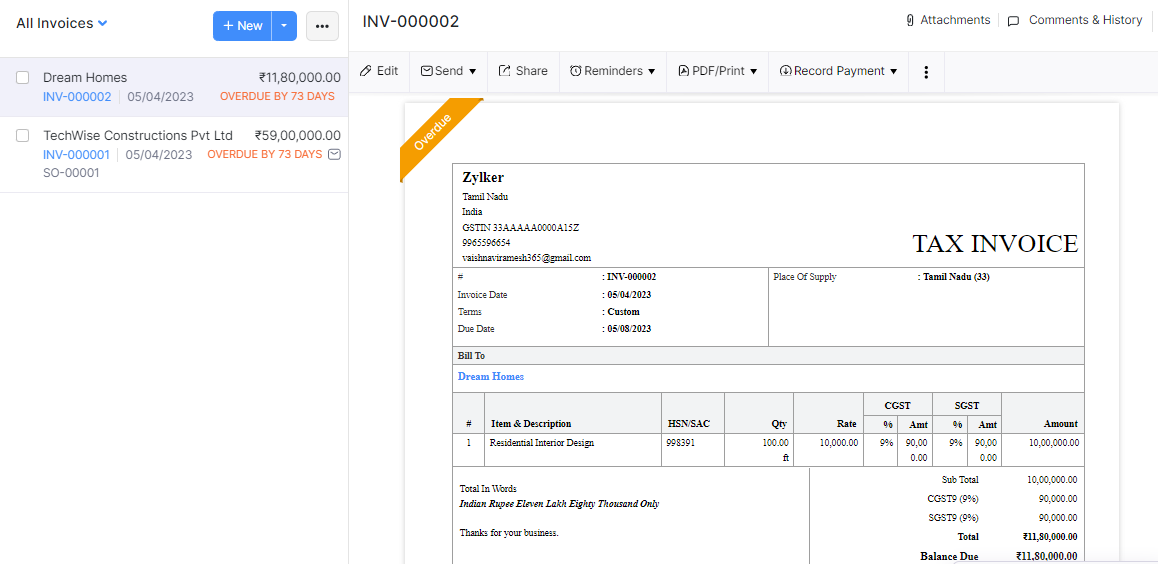 All Invoices
+ New
Dream Homes ₹11,80,000.00
INV-000002 05/04/2023 OVERDUE BY 73 DAYS
TechWise Constructions Pvt Ltd ₹59,00,000.00
INV-000001 05/04/2023 OVERDUE BY 73 DAYS
SO-00001
INV-000002
Attachments
Comments & History
Edit
Send
Share
Reminders
PDF/Print
Record Payment
Overdue
Zylker
Tamil Nadu
India
GSTIN 33AAAAA0000A15Z
9965596654
vaishnaviramesh365@gmail.com
TAX INVOICE
# : INV-000002
Invoice Date : 05/04/2023
Terms : Custom
Due Date : 05/08/2023
Place Of Supply : Tamil Nadu (33)
Bill To
Dream Homes
CGST SGST
# Item & Description HSN/SAC Qty Rate % Amt % Amt Amount
1 Residential Interior Design 998391 100.00 10,000.00 9% 90,00 9% 90,00 10,00,000.00
ft 0.00 0.00
Total In Words
Indian Rupee Eleven Lakh Eighty Thousand Only
Thanks for your business.
Sub Total 10,00,000.00
CGST9 (9%) 90,000.00
SGST9 (9%) 90,000.00
Total ₹11,80,000.00
Balance Due ₹11,80,000.00